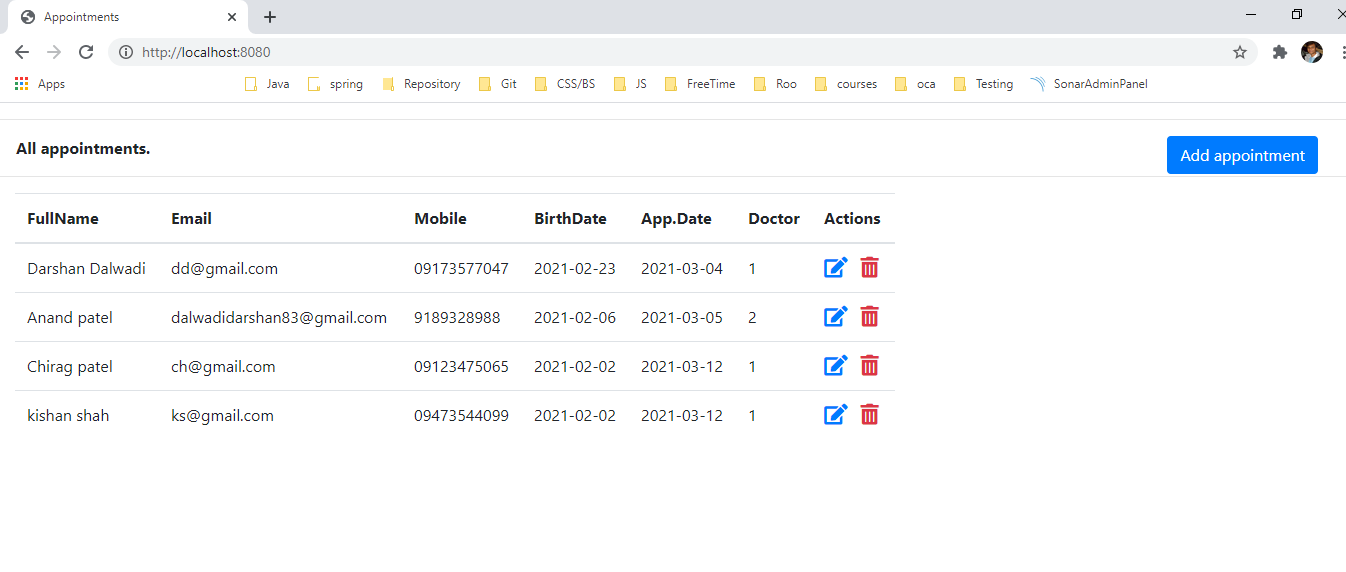 Appointments
http://localhost:8080
Apps Java spring Repository Git CSS/BS JS FreeTime Roo courses oca Testing SonarAdminPanel
All appointments. Add appointment
FullName Email Mobile BirthDate App.Date Doctor Actions
Darshan Dalwadi dd@gmail.com 09173577047 2021-02-23 2021-03-04 1
Anand patel dalwadidarshan83@gmail.com 9189328988 2021-02-06 2021-03-05 2
Chirag patel ch@gmail.com 09123475065 2021-02-02 2021-03-12 1
kishan shah ks@gmail.com 09473544099 2021-02-02 2021-03-12 1